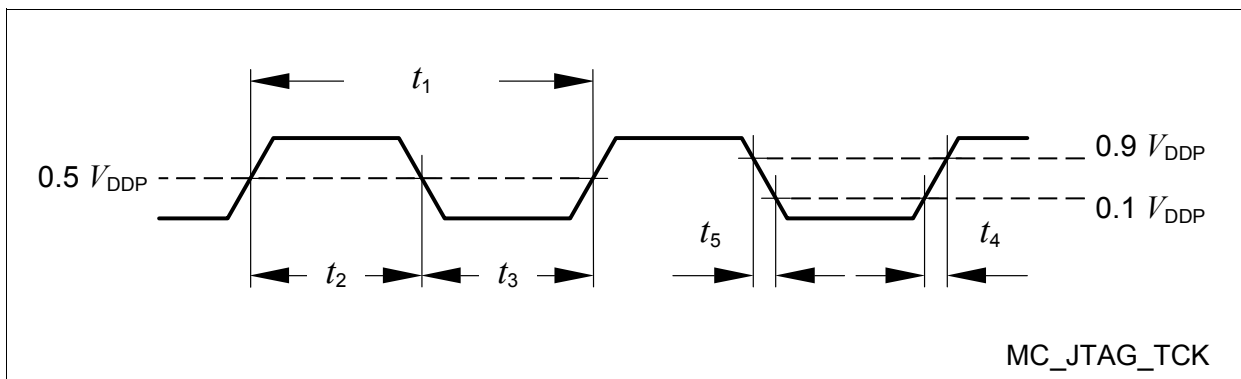 t1
0.5 VDDP
0.9 VDDP
0.1 VDDP
t5
t4
t2
t3
MC_JTAG_TCK